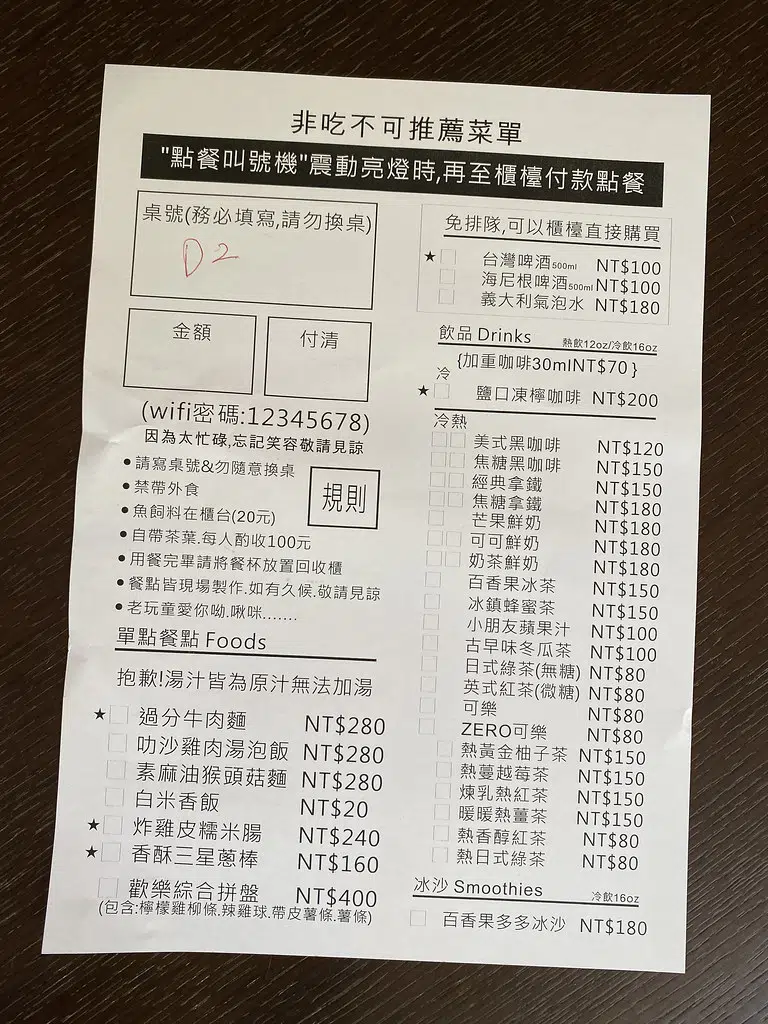 非吃不可推薦菜單
"點餐叫號機"震動亮燈時,再至櫃檯付款點餐
桌號(務必填寫,請勿換桌)
D2
金額
付清
(wifi密碼:12345678)
因為太忙碌,忘記笑容敬請見諒
規則
●請寫桌號&勿隨意換桌
●禁帶外食
●魚飼料在櫃台(20元)
●自帶茶葉.每人酌收100元
●用餐完畢請將餐杯放置回收櫃
●餐點皆現場製作.如有久候.敬請見諒
●老玩童愛你呦.啾咪.......
單點餐點 Foods
抱歉!湯汁皆為原汁無法加湯
★□ 過分牛肉麵 NT$280
□ 叻沙雞肉湯泡飯 NT$280
□ 素麻油猴頭菇麵 NT$280
□ 白米香飯 NT$20
★□ 炸雞皮糯米腸 NT$240
★□ 香酥三星蔥棒 NT$160
□ 歡樂綜合拼盤 NT$400
(包含:檸檬雞柳條.辣雞球.帶皮薯條.薯條)
免排隊,可以櫃檯直接購買
★□ 台灣啤酒500ml NT$100
□ 海尼根啤酒500ml NT$100
□ 義大利氣泡水 NT$180
飲品 Drinks 熱飲12oz/冷飲16oz
{加重咖啡30mlNT$70}
冷
★□ 鹽口凍檸咖啡 NT$200
冷熱
□□ 美式黑咖啡 NT$120
□□ 焦糖黑咖啡 NT$150
□□ 經典拿鐵 NT$150
□□ 焦糖拿鐵 NT$180
□ 芒果鮮奶 NT$180
□□ 可可鮮奶 NT$180
□□ 奶茶鮮奶 NT$180
□ 百香果冰茶 NT$150
□ 冰鎮蜂蜜茶 NT$150
□ 小朋友蘋果汁 NT$100
□ 古早味冬瓜茶 NT$100
□ 日式綠茶(無糖) NT$80
□ 英式紅茶(微糖) NT$80
□ 可樂 NT$80
□ ZERO可樂 NT$80
□ 熱黃金柚子茶 NT$150
□ 熱蔓越莓茶 NT$150
□ 煉乳熱紅茶 NT$150
□ 暖暖熱薑茶 NT$150
□ 熱香醇紅茶 NT$80
□ 熱日式綠茶 NT$80
冰沙 Smoothies 冷飲16oz
□ 百香果多多冰沙 NT$180